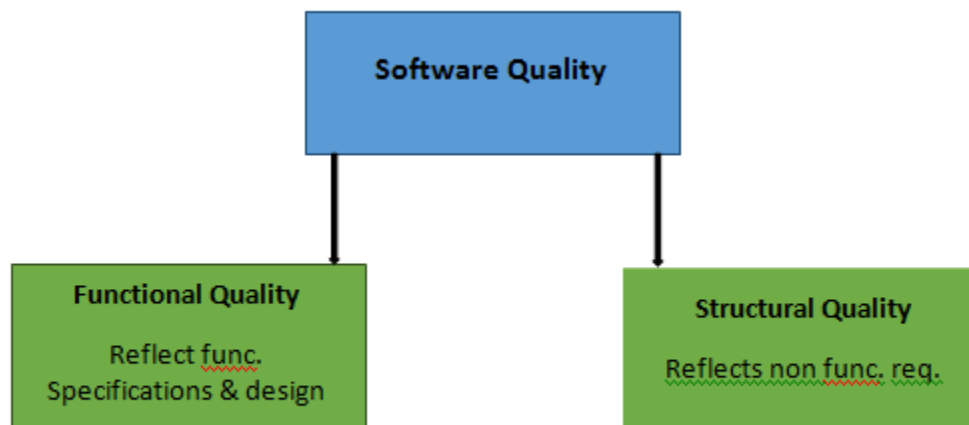 Software Quality
Functional Quality
Reflect func.
Specifications & design
Structural Quality
Reflects non func. req.